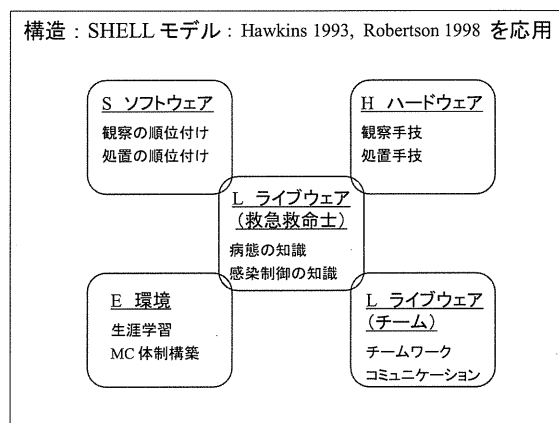 構造：SHELL モデル：Hawkins 1993, Robertson 1998 を応用
S ソフトウェア
観察の順位付け
処置の順位付け
H ハードウェア
観察手技
処置手技
L ライブウェア
（救急救命士）
病態の知識
感染制御の知識
E 環境
生涯学習
MC 体制構築
L ライブウェア
（チーム）
チームワーク
コミュニケーション